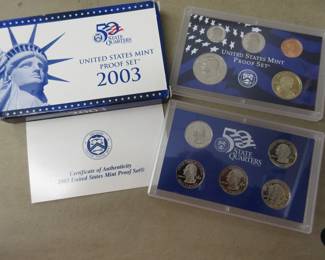 50
STATE
QUARTERS
UNITED STATES MINT
PROOF SET
2003
UNITED STATES MINT
PROOF SET
50
STATE
QUARTERS
2003
Certificate of Authenticity
2003 United States Mint Proof Set®